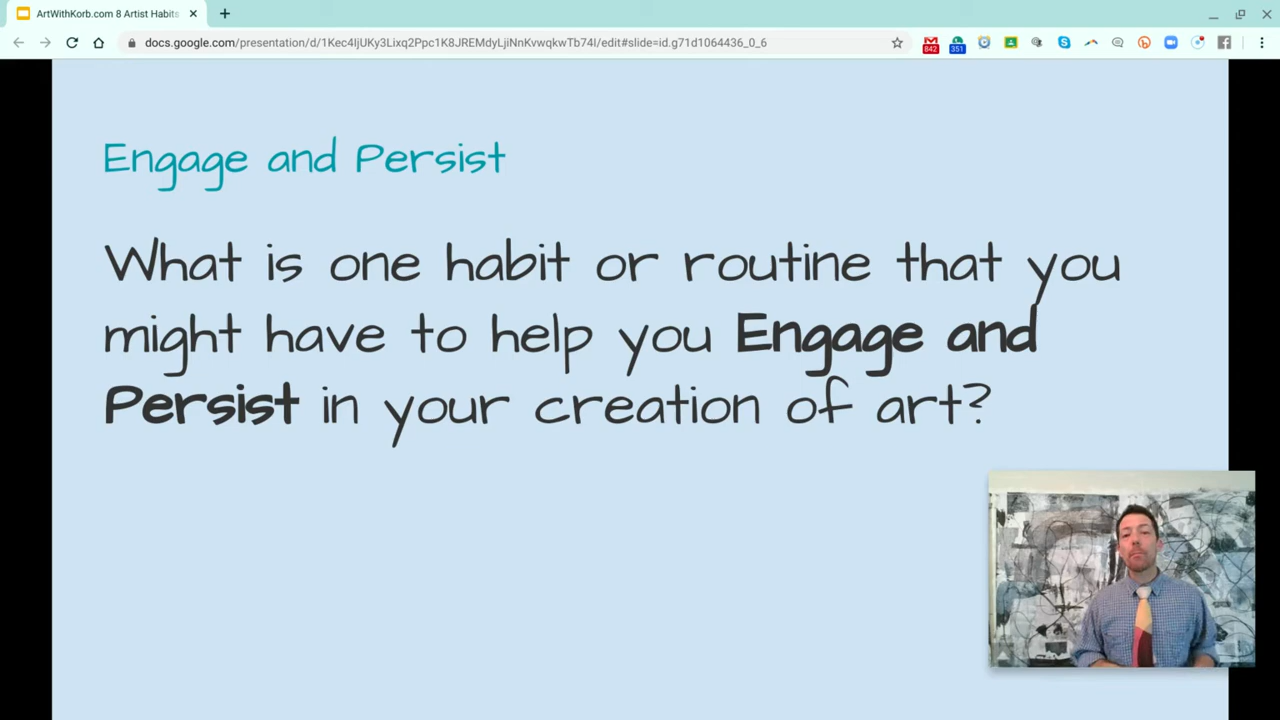 ArtWithKorb.com 8 Artist Habits
docs.google.com/presentation/d/1Kec4IjUKy3Lixq2Ppc1K8JREMdyLjiNnKvwqkwTb74I/edit#slide=id.g71d1064436_0_6
842
351
Engage and Persist
What is one habit or routine that you
might have to help you Engage and
Persist in your creation of art?